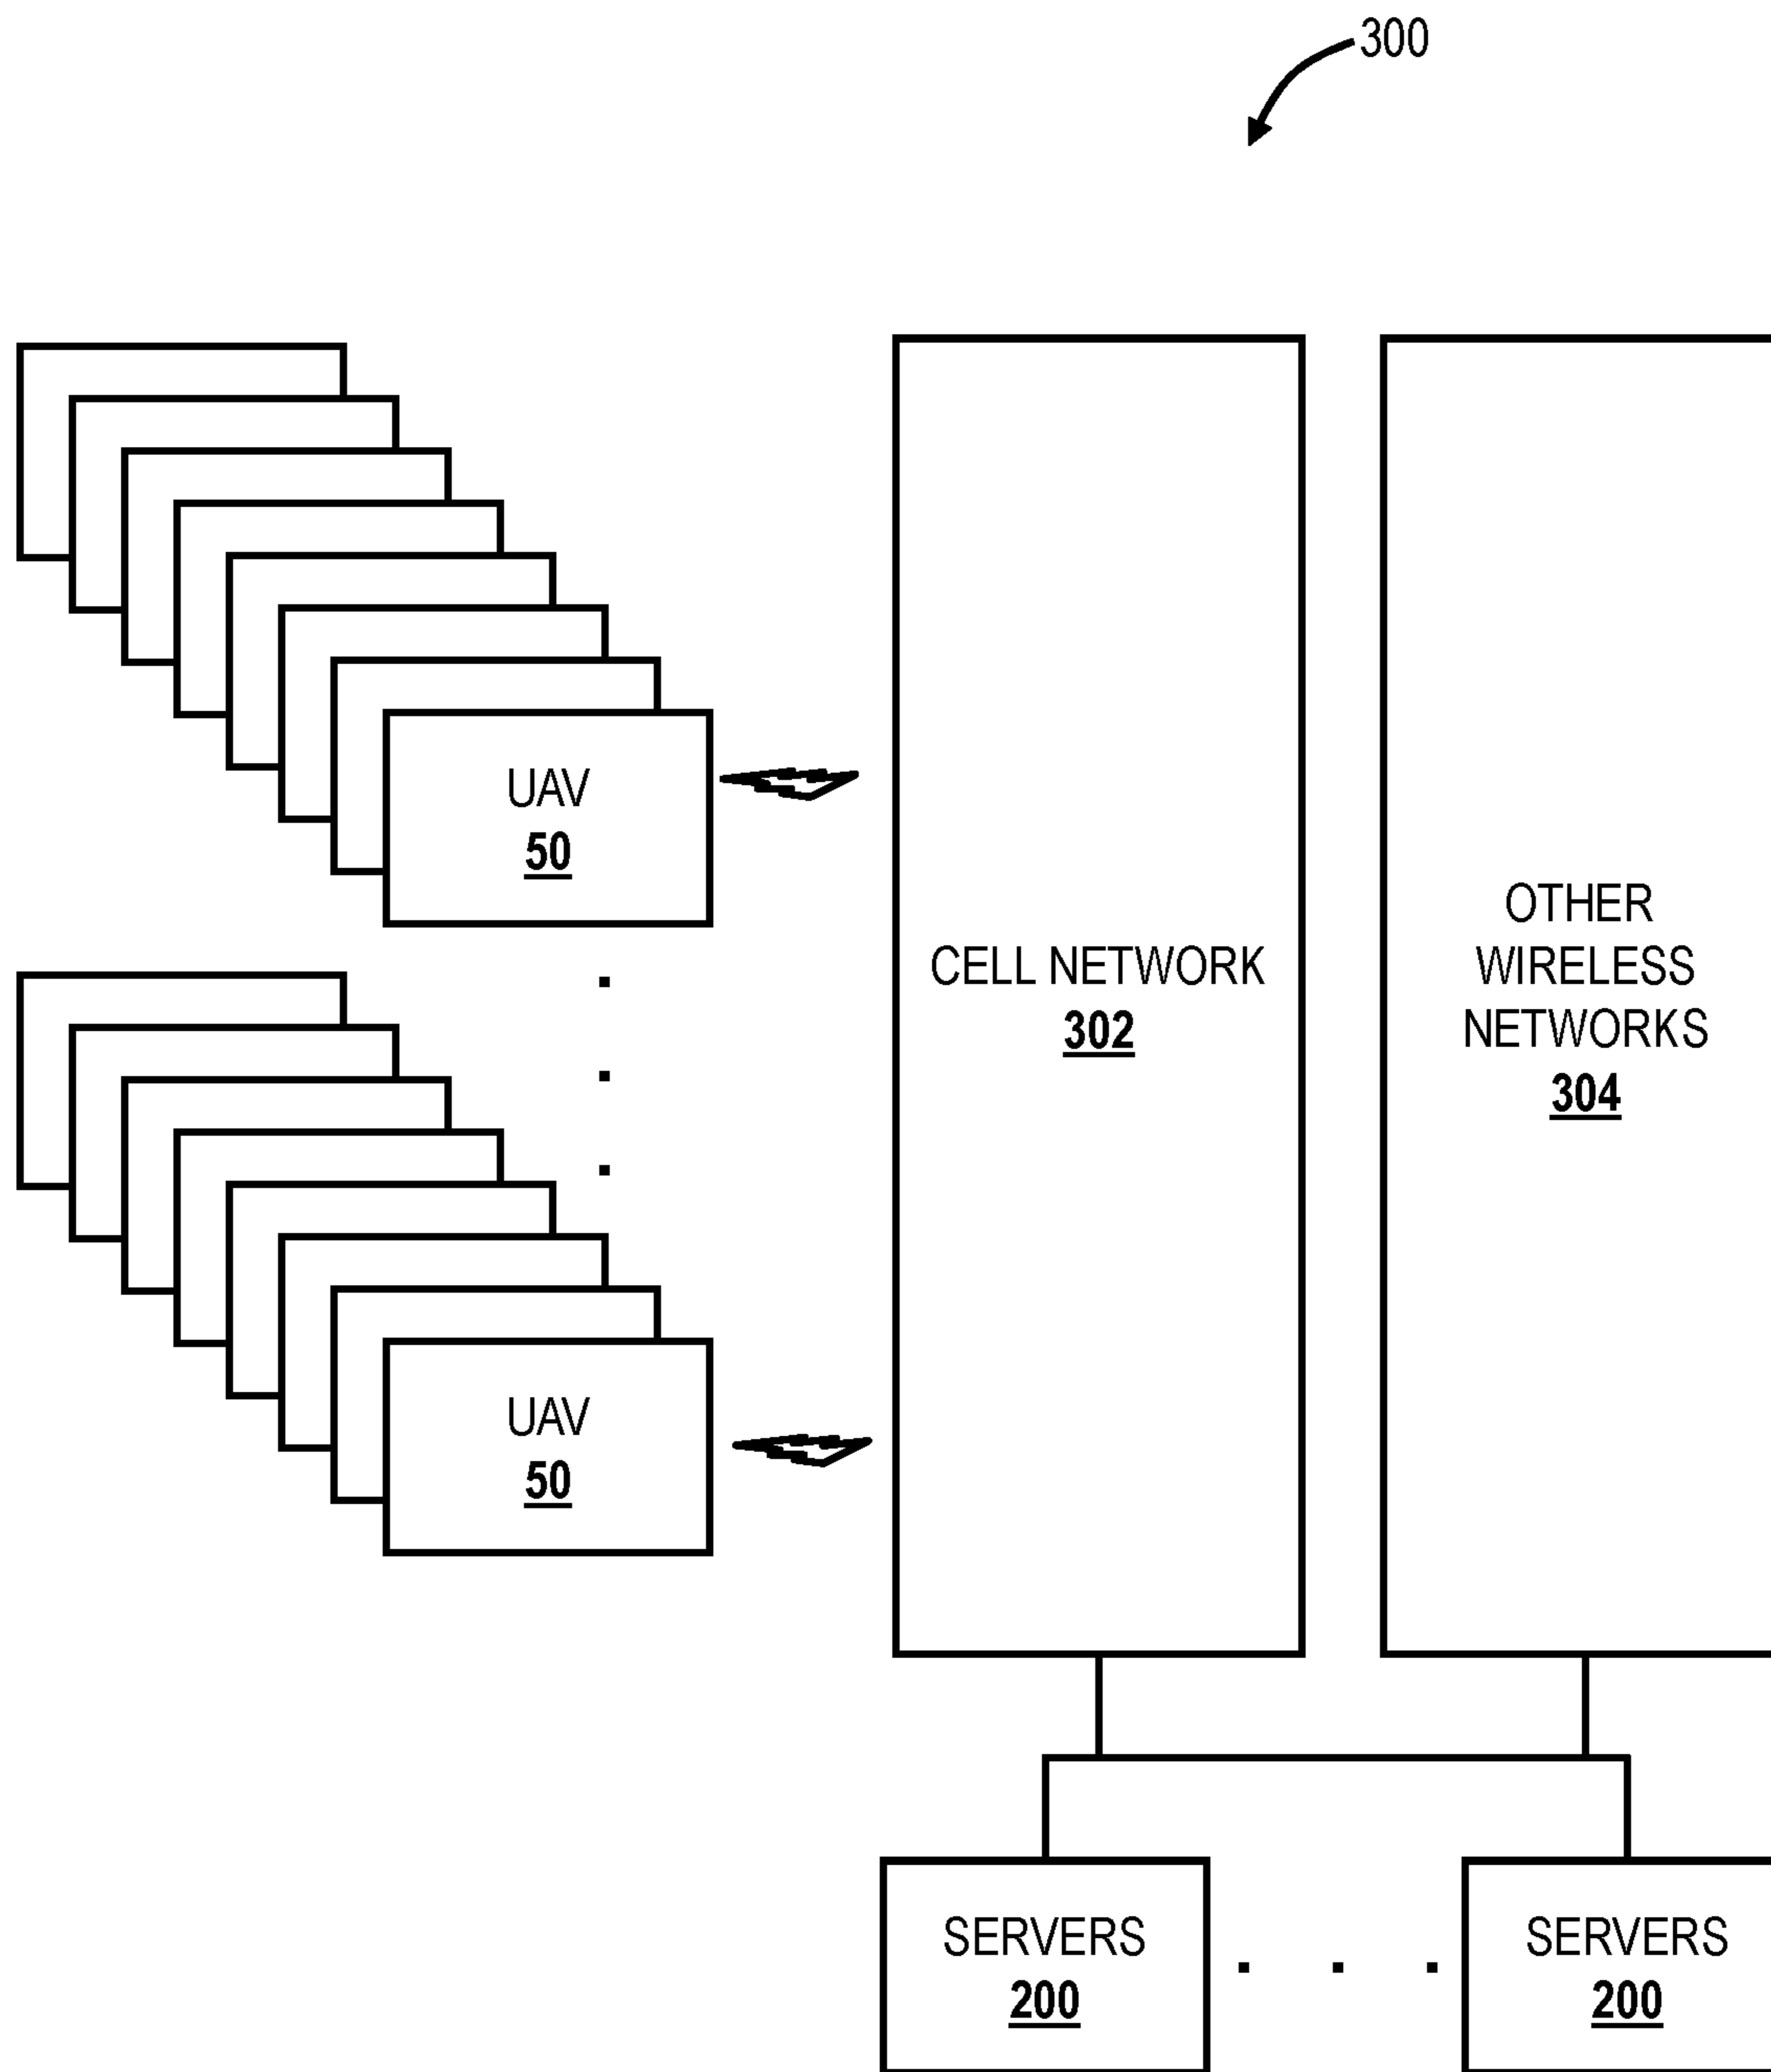 300
UAV
50
CELL NETWORK
302
OTHER
WIRELESS
NETWORKS
304
UAV
50
SERVERS
200
SERVERS
200